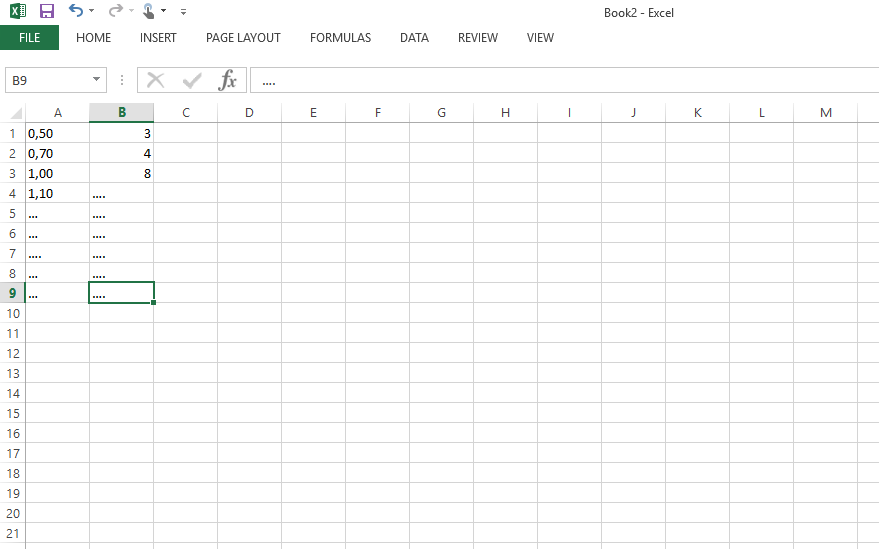 Book2 - Excel
FILE HOME INSERT PAGE LAYOUT FORMULAS DATA REVIEW VIEW
B9 fx ....
A B C D E F G H I J K L M
1 0,50 3
2 0,70 4
3 1,00 8
4 1,10 ....
5 ... ....
6 ... ....
7 .... ....
8 ... ....
9 ... ....
10
11
12
13
14
15
16
17
18
19
20
21